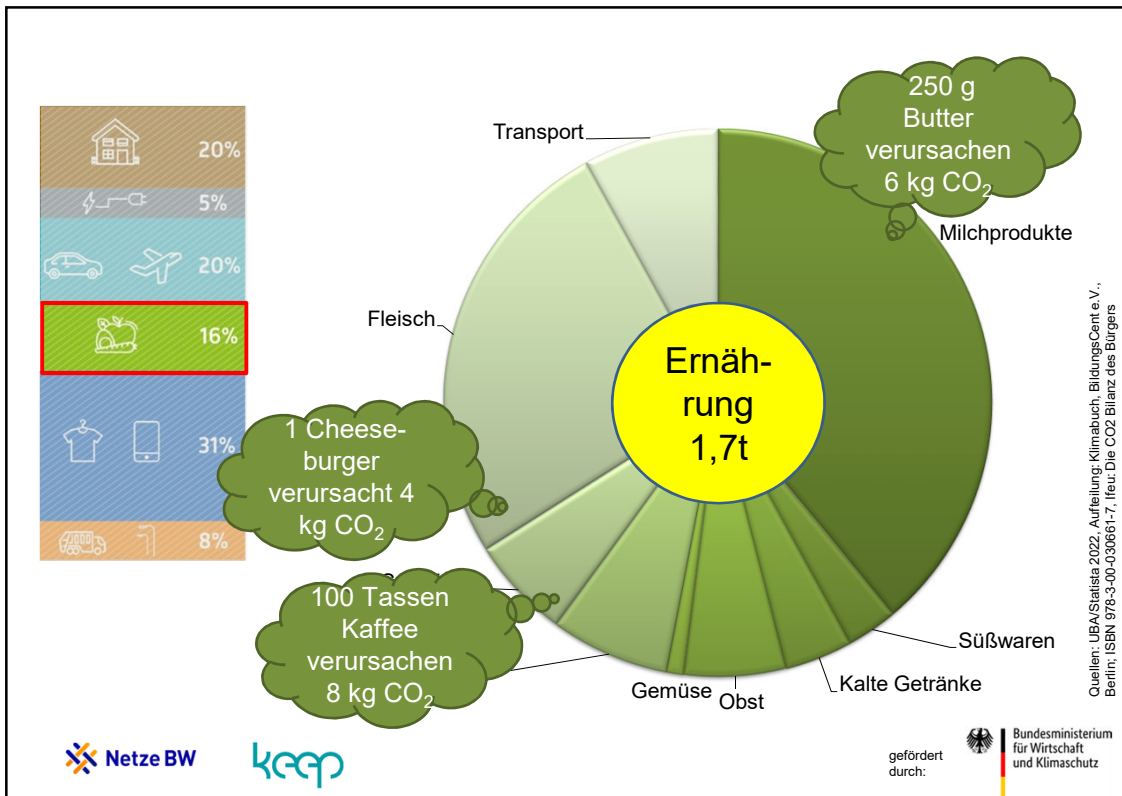 20%
5%
20%
16%
31%
8%
Transport
250 g
Butter
verursachen
6 kg CO₂
Milchprodukte
Fleisch
Ernäh-
rung
1,7t
1 Cheese-
burger
verursacht 4
kg CO₂
100 Tassen
Kaffee
verursachen
8 kg CO₂
Süßwaren
Kalte Getränke
Obst
Gemüse
Quellen: UBA/Statista 2022, Aufteilung: Klimabuch, BildungsCent e.V.,
Berlin; ISBN 978-3-00-030661-7, Ifeu: Die CO2 Bilanz des Bürgers
Netze BW
keep
gefördert
durch:
Bundesministerium
für Wirtschaft
und Klimaschutz